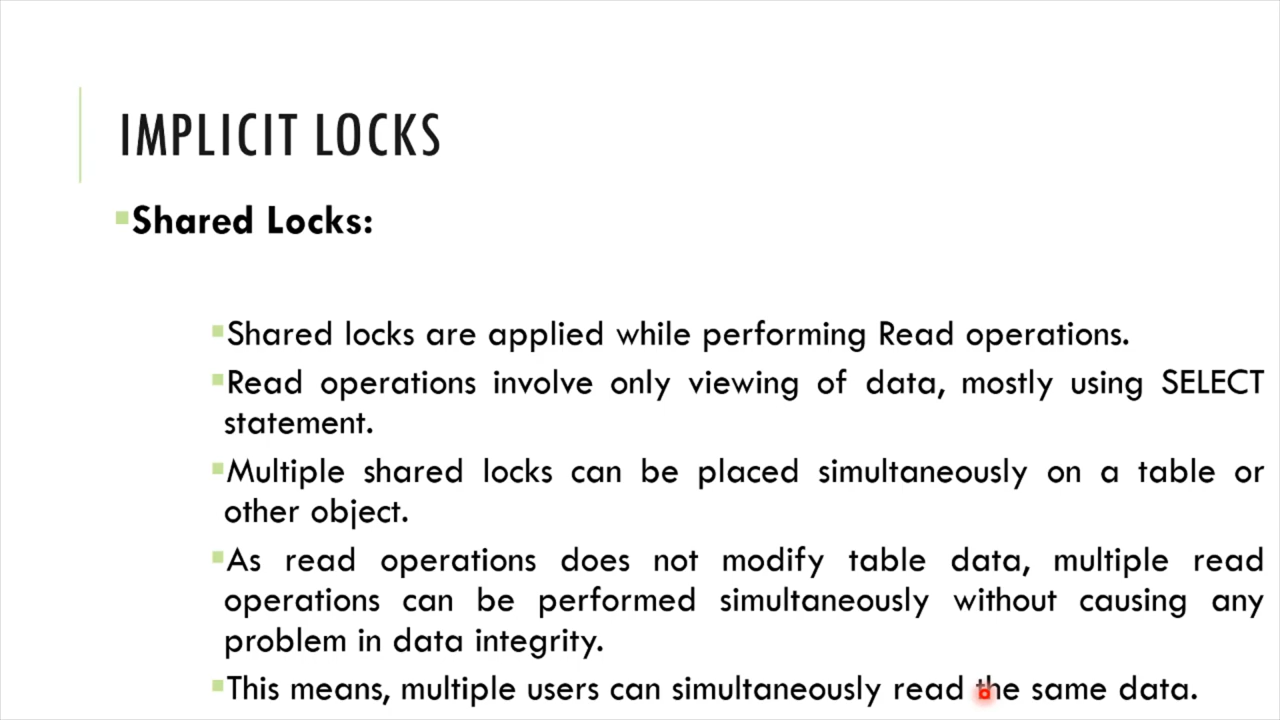 IMPLICIT LOCKS
Shared Locks:
Shared locks are applied while performing Read operations.
Read operations involve only viewing of data, mostly using SELECT
statement.
Multiple shared locks can be placed simultaneously on a table or
other object.
As read operations does not modify table data, multiple read
operations can be performed simultaneously without causing any
problem in data integrity.
This means, multiple users can simultaneously read the same data.